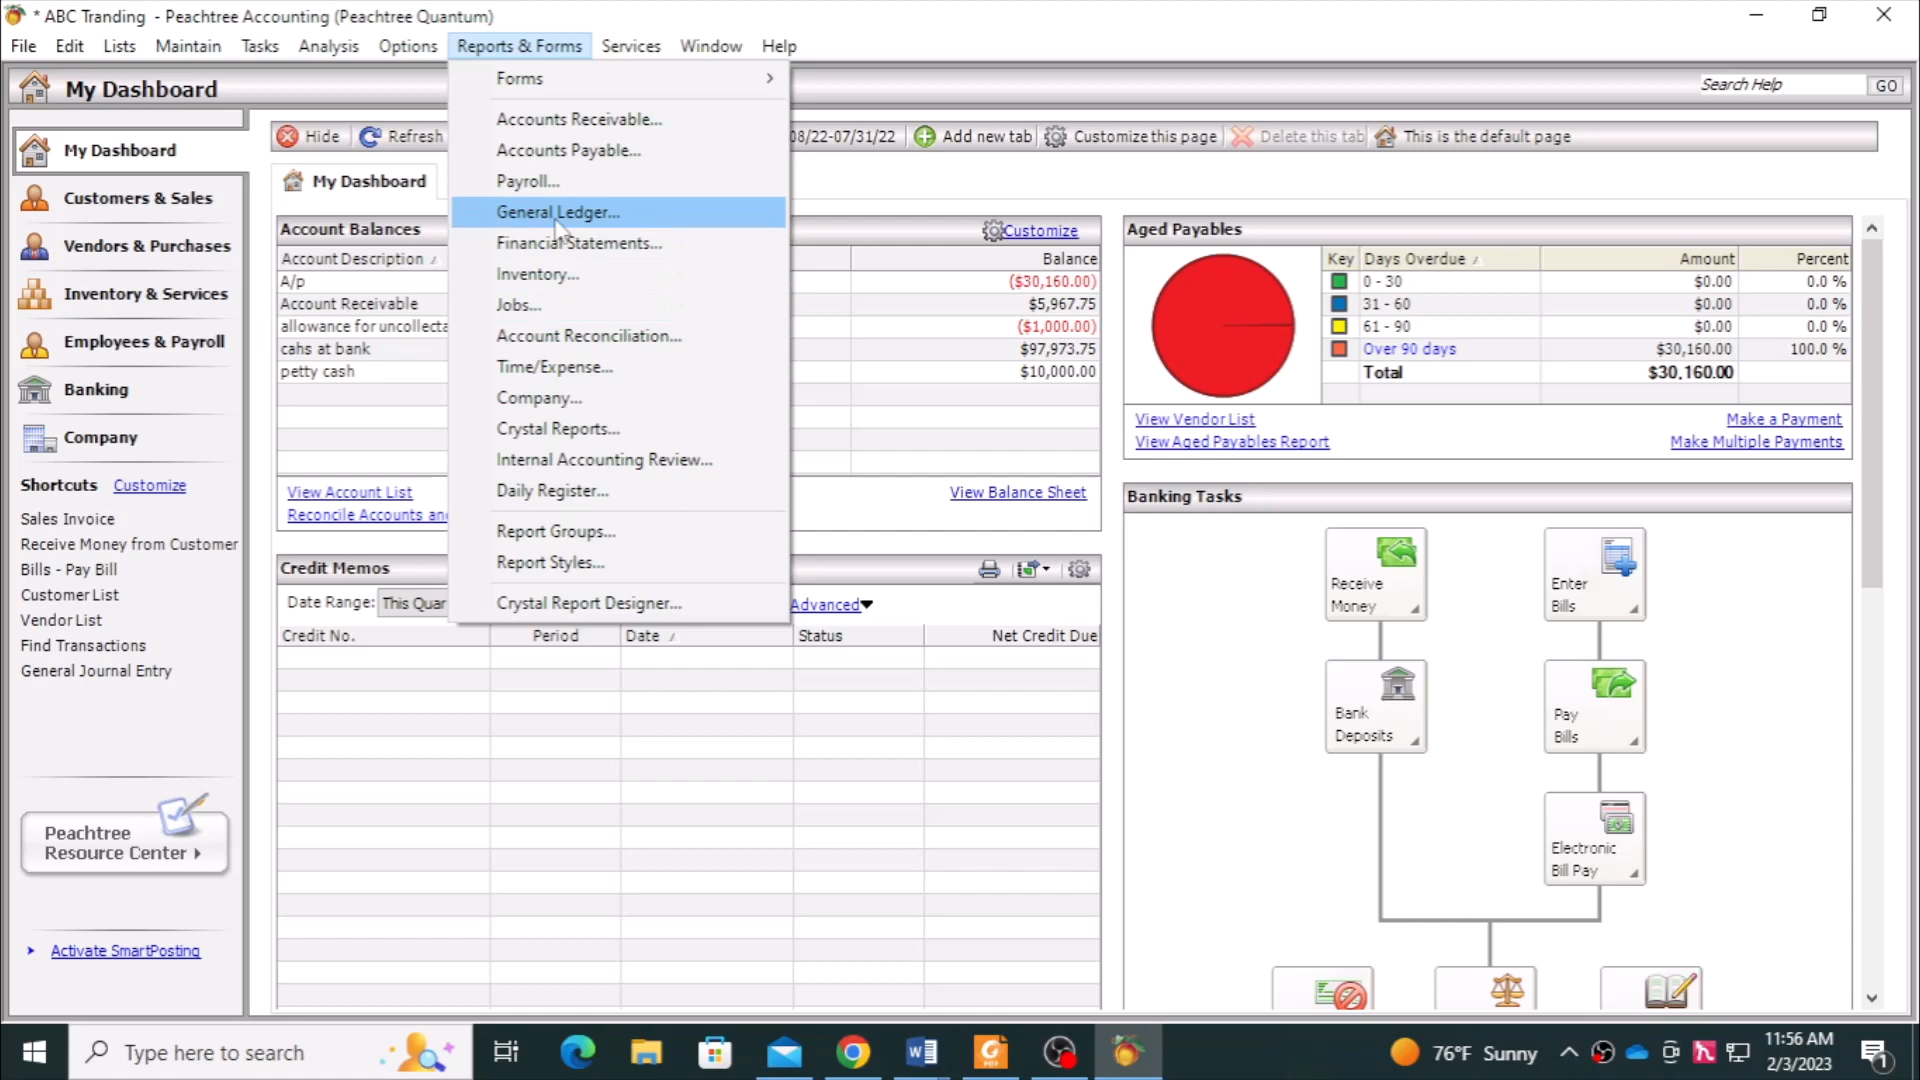 * ABC Tranding - Peachtree Accounting (Peachtree Quantum)
File Edit Lists Maintain Tasks Analysis Options Reports & Forms Services Window Help
My Dashboard
Search Help GO
My Dashboard
Customers & Sales
Vendors & Purchases
Inventory & Services
Employees & Payroll
Banking
Company
Shortcuts Customize
Sales Invoice
Receive Money from Customer
Bills - Pay Bill
Customer List
Vendor List
Find Transactions
General Journal Entry
Peachtree
Resource Center
Activate SmartPosting
Hide Refresh 08/22-07/31/22 Add new tab Customize this page Delete this tab This is the default page
My Dashboard
Forms
Accounts Receivable...
Accounts Payable...
Payroll...
General Ledger...
Financial Statements...
Inventory...
Jobs...
Account Reconciliation...
Time/Expense...
Company...
Crystal Reports...
Internal Accounting Review...
Daily Register...
Report Groups...
Report Styles...
Crystal Report Designer...
Account Balances Customize
Account Description Balance
A/p ($30,160.00)
Account Receivable $5,967.75
allowance for uncollecta ($1,000.00)
cahs at bank $97,973.75
petty cash $10,000.00
View Account List View Balance Sheet
Reconcile Accounts an
Credit Memos
Date Range: This Quar Advanced
Credit No. Period Date Status Net Credit Due
Aged Payables
Key Days Overdue Amount Percent
0 - 30 $0.00 0.0 %
31 - 60 $0.00 0.0 %
61 - 90 $0.00 0.0 %
Over 90 days $30,160.00 100.0 %
Total $30,160.00
View Vendor List Make a Payment
View Aged Payables Report Make Multiple Payments
Banking Tasks
Receive
Money
Enter
Bills
Bank
Deposits
Pay
Bills
Electronic
Bill Pay
Type here to search
76°F Sunny
11:56 AM
2/3/2023
1